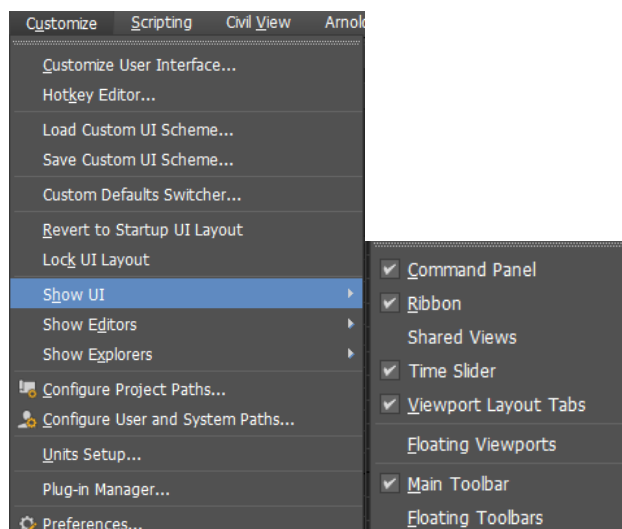 Customize Scripting Civil View Arnol
Customize User Interface...
Hotkey Editor...
Load Custom UI Scheme...
Save Custom UI Scheme...
Custom Defaults Switcher...
Revert to Startup UI Layout
Lock UI Layout
Show UI
Show Editors
Show Explorers
Configure Project Paths...
Configure User and System Paths...
Units Setup...
Plug-in Manager...
Preferences...
Command Panel
Ribbon
Shared Views
Time Slider
Viewport Layout Tabs
Floating Viewports
Main Toolbar
Floating Toolbars